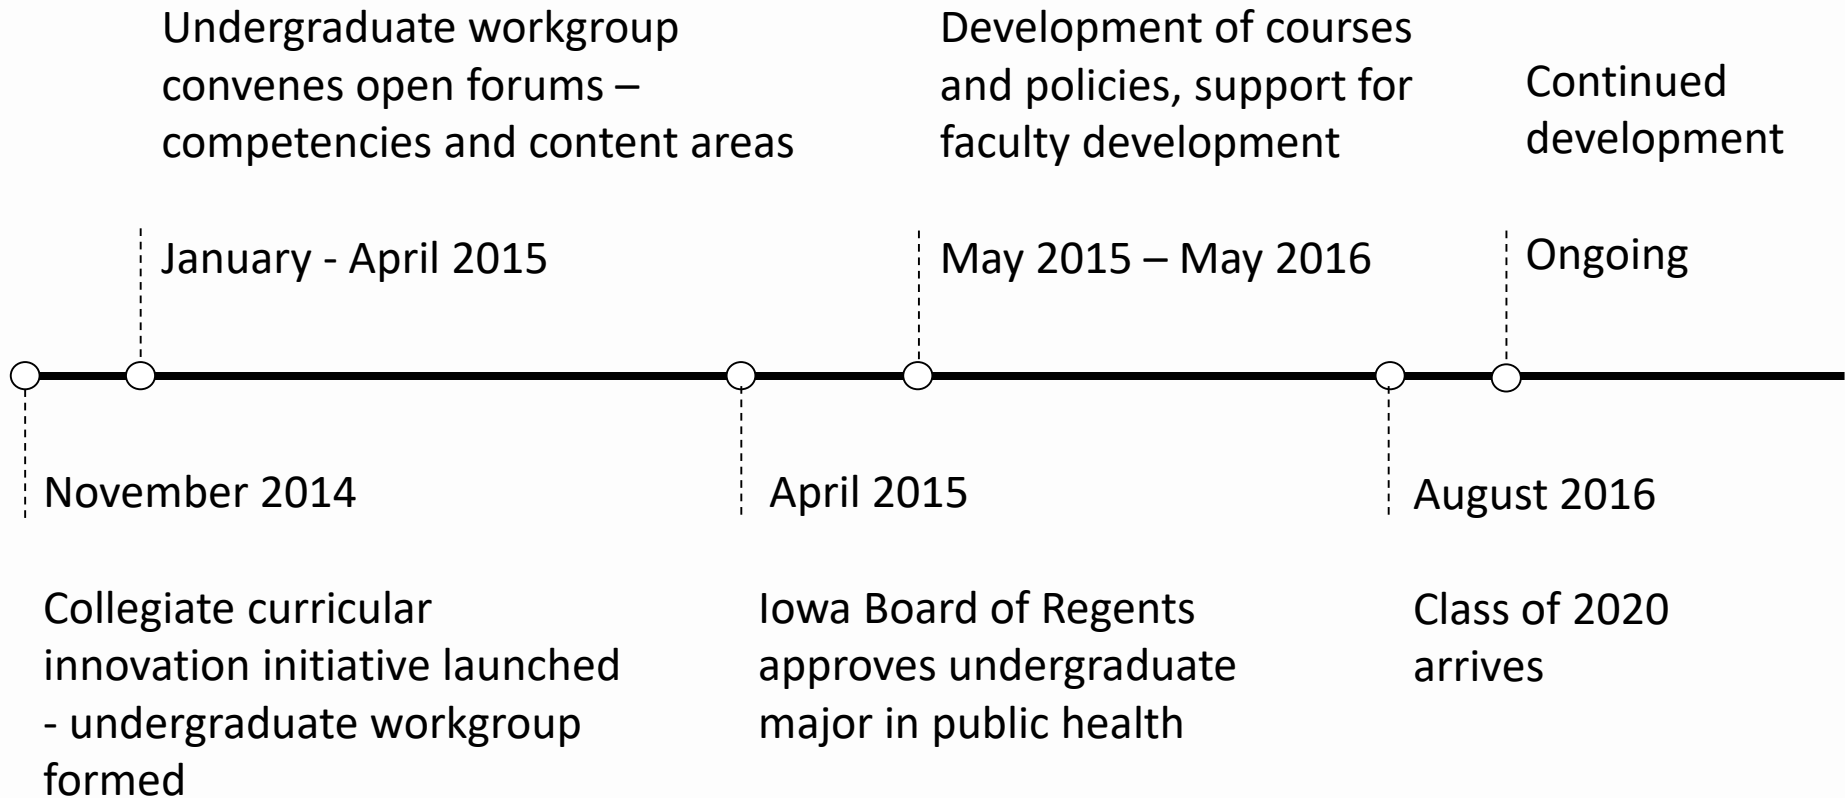 Undergraduate workgroup
convenes open forums –
competencies and content areas
January - April 2015
Development of courses
and policies, support for
faculty development
May 2015 – May 2016
Continued
development
Ongoing
November 2014
Collegiate curricular
innovation initiative launched
- undergraduate workgroup
formed
April 2015
Iowa Board of Regents
approves undergraduate
major in public health
August 2016
Class of 2020
arrives